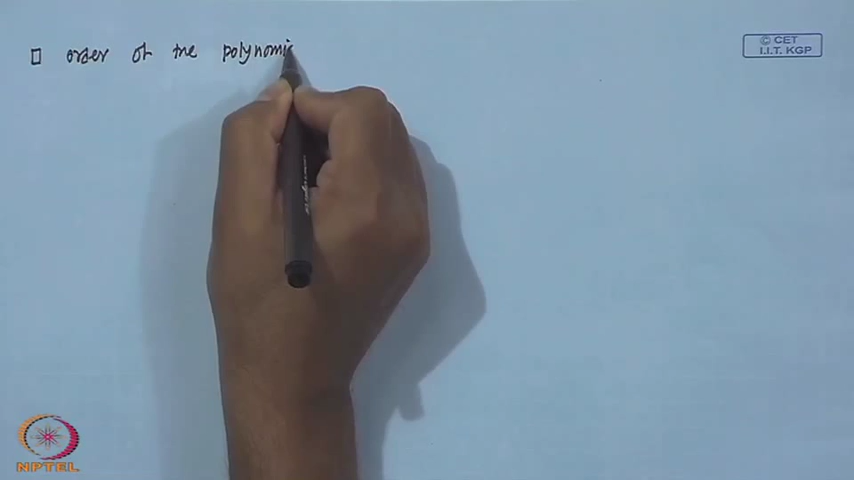 □ order of the polynomi
© CET
I.I.T. KGP
NPTEL